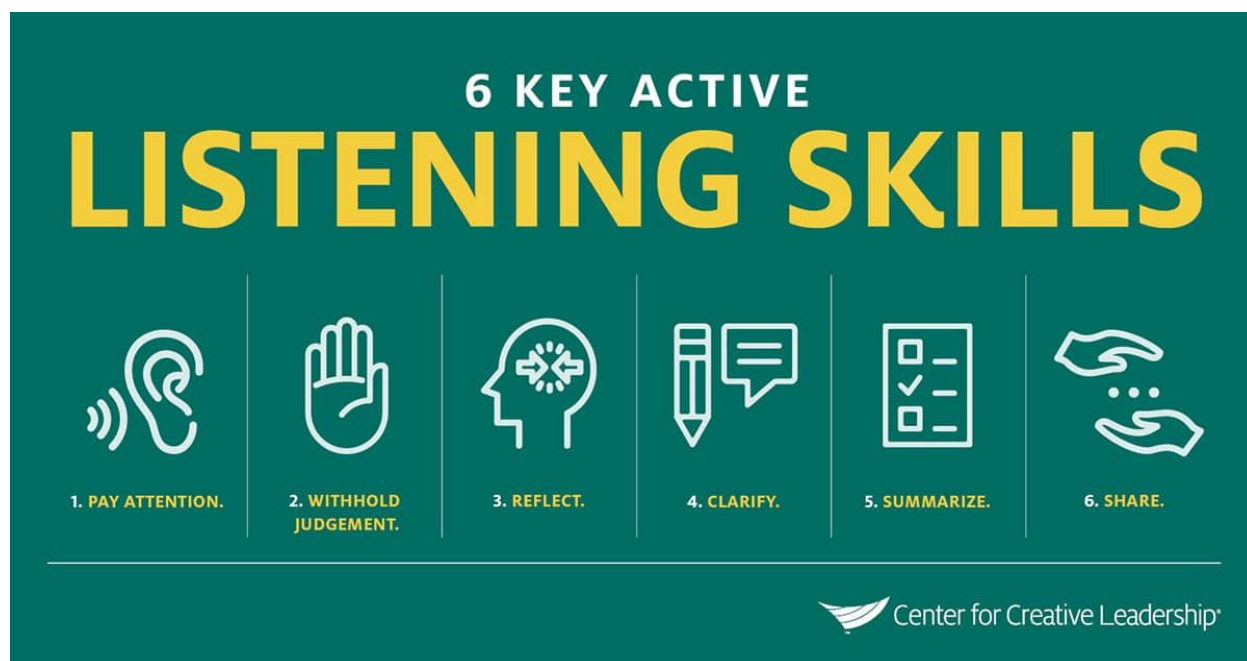 6 KEY ACTIVE
LISTENING SKILLS
1. PAY ATTENTION.
2. WITHHOLD
JUDGEMENT.
3. REFLECT.
4. CLARIFY.
5. SUMMARIZE.
6. SHARE.
Center for Creative Leadership®